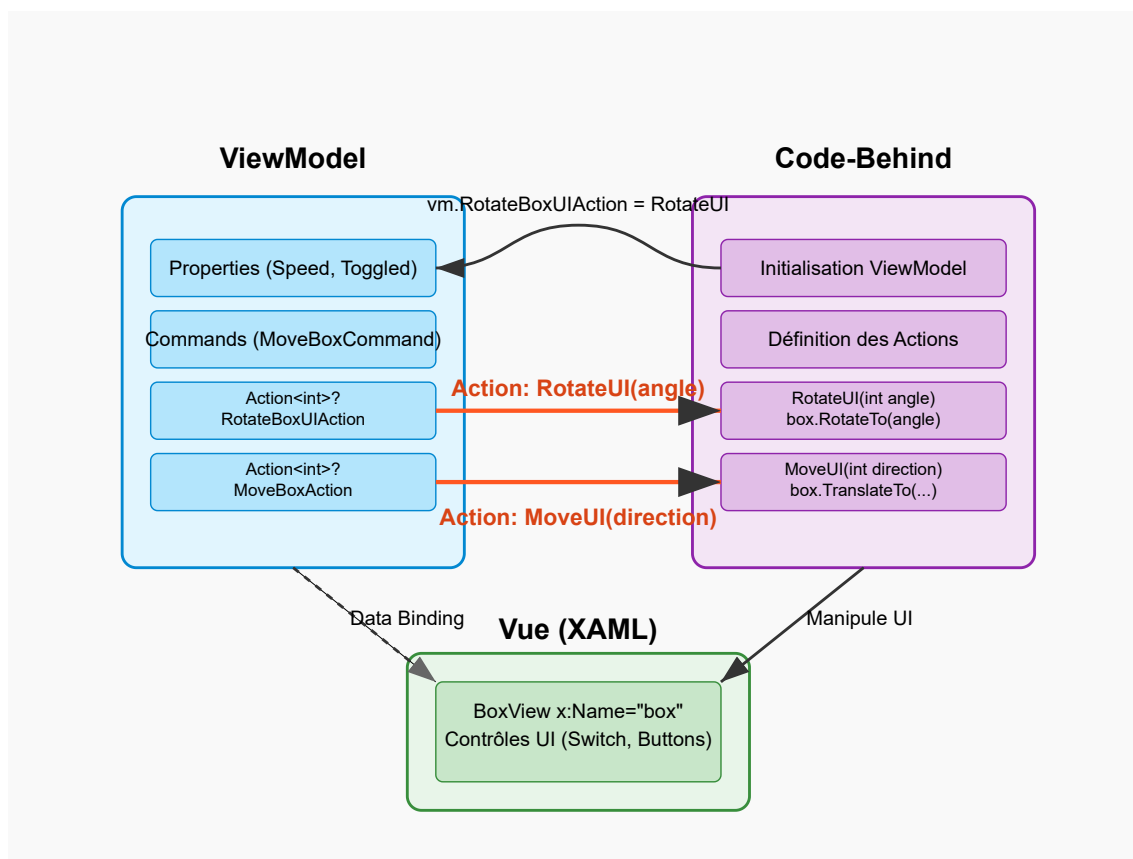 ViewModel
Code-Behind
vm.RotateBoxUIAction = RotateUI
Properties (Speed, Toggled)
Initialisation ViewModel
Commands (MoveBoxCommand)
Définition des Actions
Action: RotateUI(angle)
Action<int>?
RotateBoxUIAction
RotateUI(int angle)
box.RotateTo(angle)
Action<int>?
MoveBoxAction
MoveUI(int direction)
box.TranslateTo(...)
Action: MoveUI(direction)
Data Binding
Manipule UI
Vue (XAML)
BoxView x:Name="box"
Contrôles UI (Switch, Buttons)